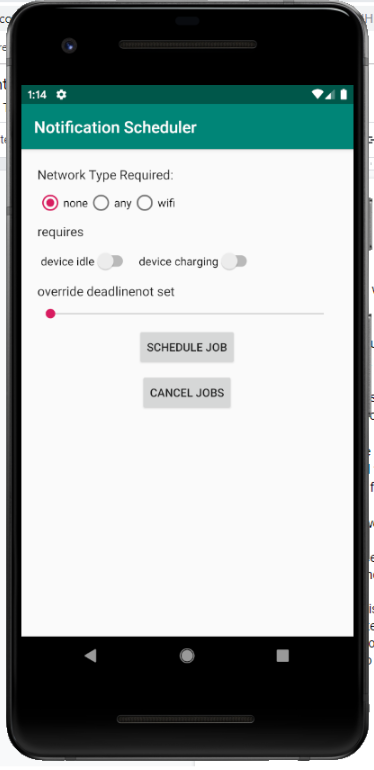 1:14
Notification Scheduler
Network Type Required:
none any wifi
requires
device idle device charging
override deadlinenot set
SCHEDULE JOB
CANCEL JOBS